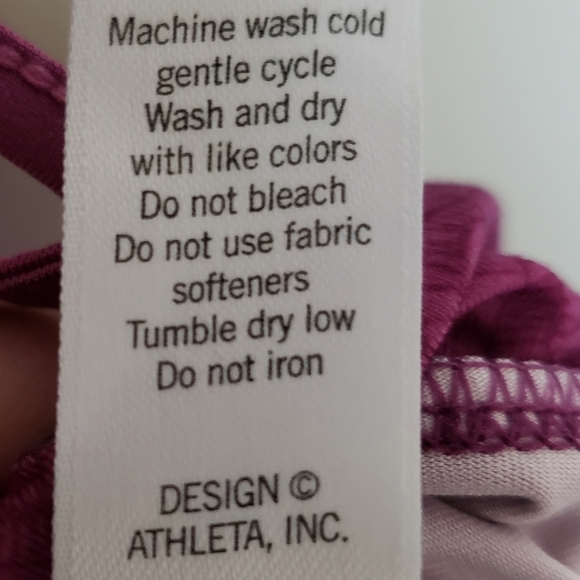 Machine wash cold
gentle cycle
Wash and dry
with like colors
Do not bleach
Do not use fabric
softeners
Tumble dry low
Do not iron
DESIGN ©
ATHLETA, INC.